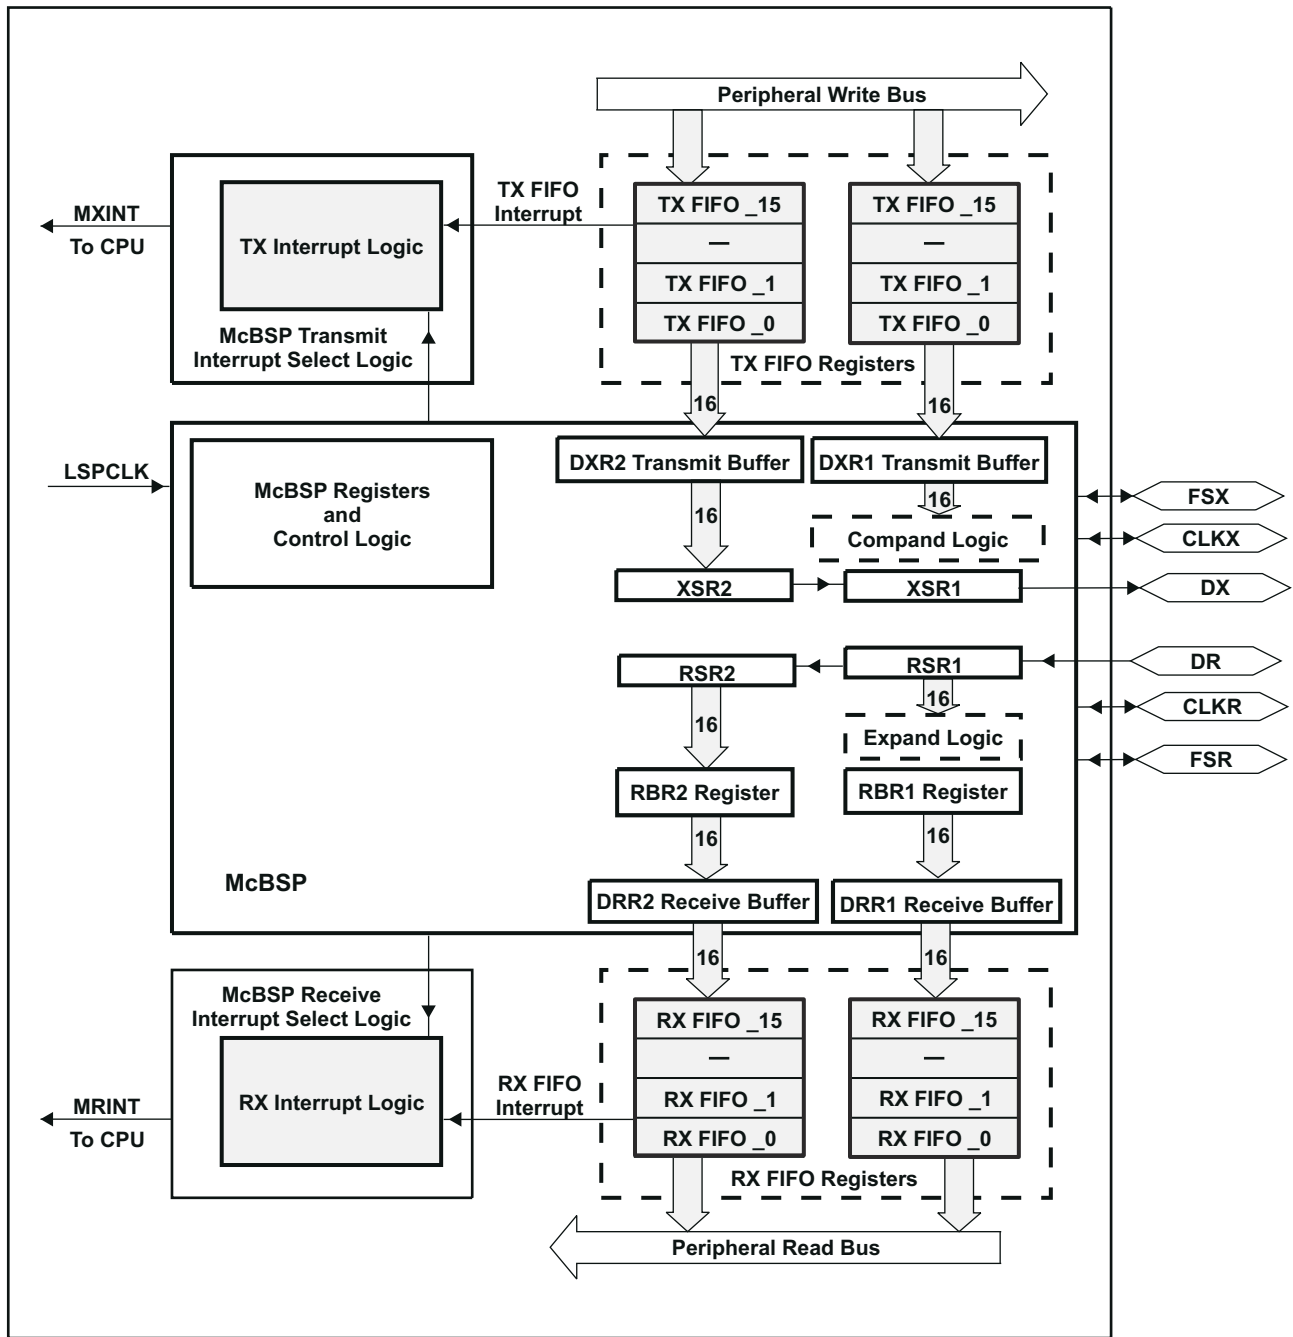 Peripheral Write Bus
MXINT
To CPU
TX Interrupt Logic
McBSP Transmit
Interrupt Select Logic
TX FIFO
Interrupt
TX FIFO _15
—
TX FIFO _1
TX FIFO _0
TX FIFO _15
—
TX FIFO _1
TX FIFO _0
TX FIFO Registers
16
16
LSPCLK
McBSP Registers
and
Control Logic
DXR2 Transmit Buffer
DXR1 Transmit Buffer
16
16
Compand Logic
XSR2
XSR1
RSR2
RSR1
16
16
Expand Logic
RBR2 Register
RBR1 Register
16
16
McBSP
DRR2 Receive Buffer
DRR1 Receive Buffer
FSX
CLKX
DX
DR
CLKR
FSR
16
16
McBSP Receive
Interrupt Select Logic
RX Interrupt Logic
MRINT
To CPU
RX FIFO
Interrupt
RX FIFO _15
—
RX FIFO _1
RX FIFO _0
RX FIFO _15
—
RX FIFO _1
RX FIFO _0
RX FIFO Registers
Peripheral Read Bus